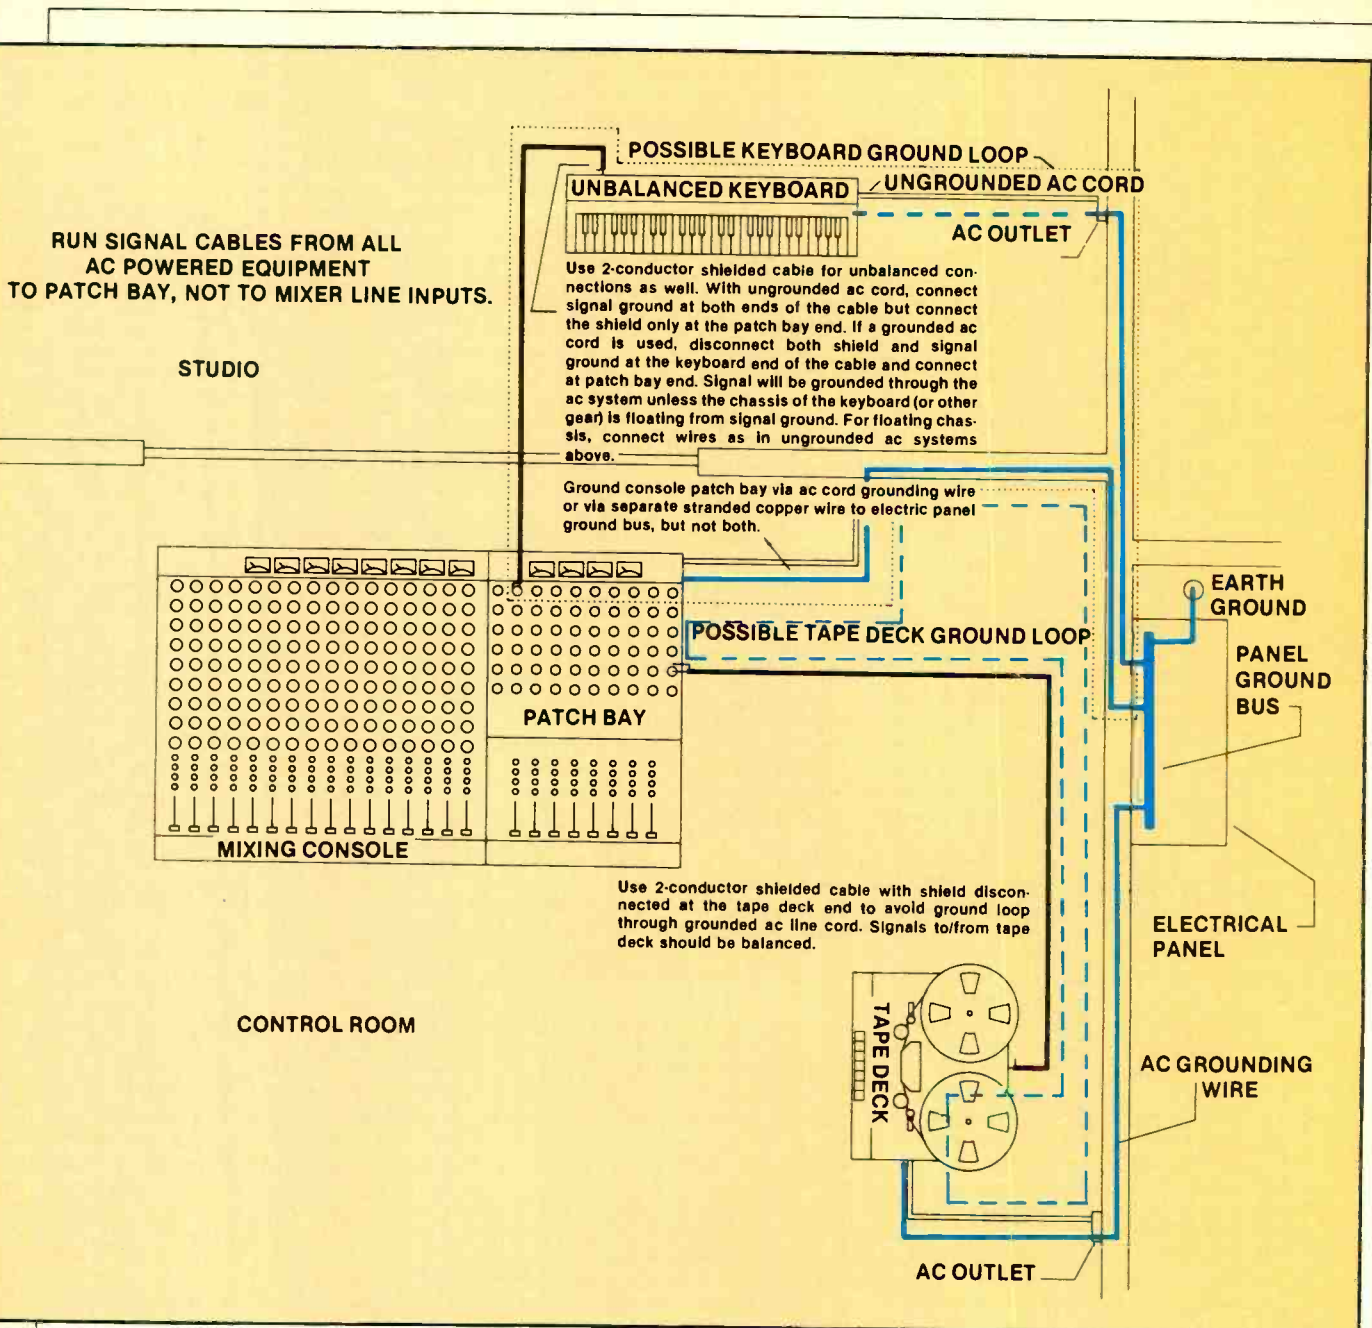 POSSIBLE KEYBOARD GROUND LOOP
UNBALANCED KEYBOARD
UNGROUNDED AC CORD
AC OUTLET
RUN SIGNAL CABLES FROM ALL
AC POWERED EQUIPMENT
TO PATCH BAY, NOT TO MIXER LINE INPUTS.
STUDIO
Use 2-conductor shielded cable for unbalanced con-
nections as well. With ungrounded ac cord, connect
signal ground at both ends of the cable but connect
the shield only at the patch bay end. If a grounded ac
cord is used, disconnect both shield and signal
ground at the keyboard end of the cable and connect
at patch bay end. Signal will be grounded through the
ac system unless the chassis of the keyboard (or other
gear) is floating from signal ground. For floating chas-
sis, connect wires as in ungrounded ac systems
above.
Ground console patch bay via ac cord grounding wire
or via separate stranded copper wire to electric panel
ground bus, but not both.
EARTH
GROUND
POSSIBLE TAPE DECK GROUND LOOP
PANEL
GROUND
BUS
PATCH BAY
MIXING CONSOLE
Use 2-conductor shielded cable with shield discon-
nected at the tape deck end to avoid ground loop
through grounded ac line cord. Signals to/from tape
deck should be balanced.
ELECTRICAL
PANEL
CONTROL ROOM
TAPE DECK
AC GROUNDING
WIRE
AC OUTLET